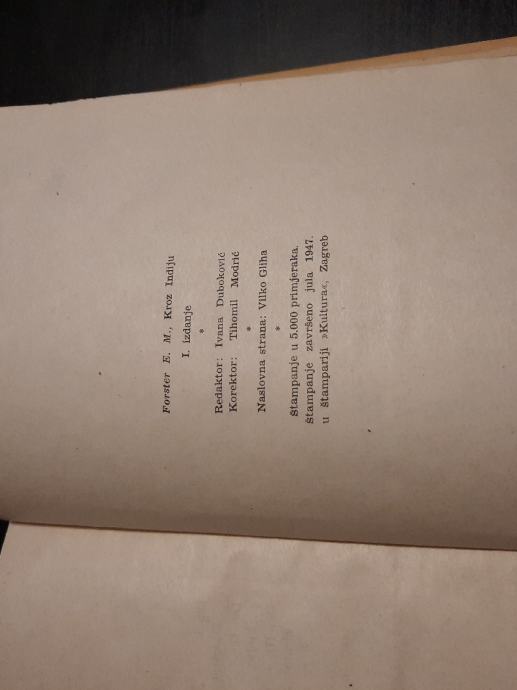 Forster E. M., Kroz Indiju
I. izdanje
*
Redaktor: Ivana Duboković
Korektor: Tihomil Modrić
*
Naslovna strana: Vilko Gliha
*
Štampanje u 5.000 primjeraka.
Štampanje završeno jula 1947.
u štampariji »Kultura«, Zagreb